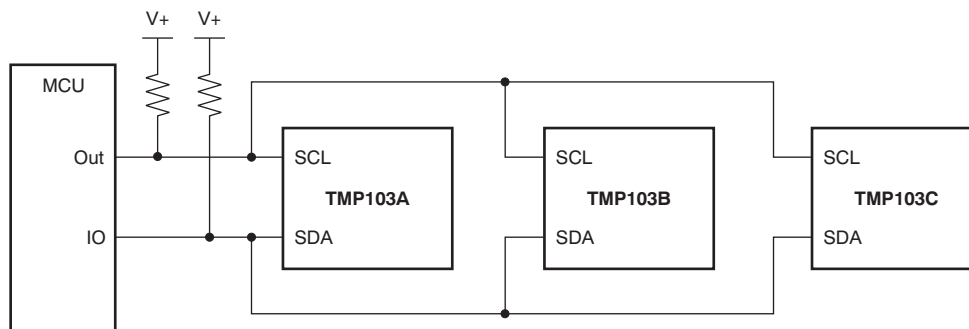 V+ V+
MCU
Out SCL SCL SCL
TMP103A TMP103B TMP103C
IO SDA SDA SDA